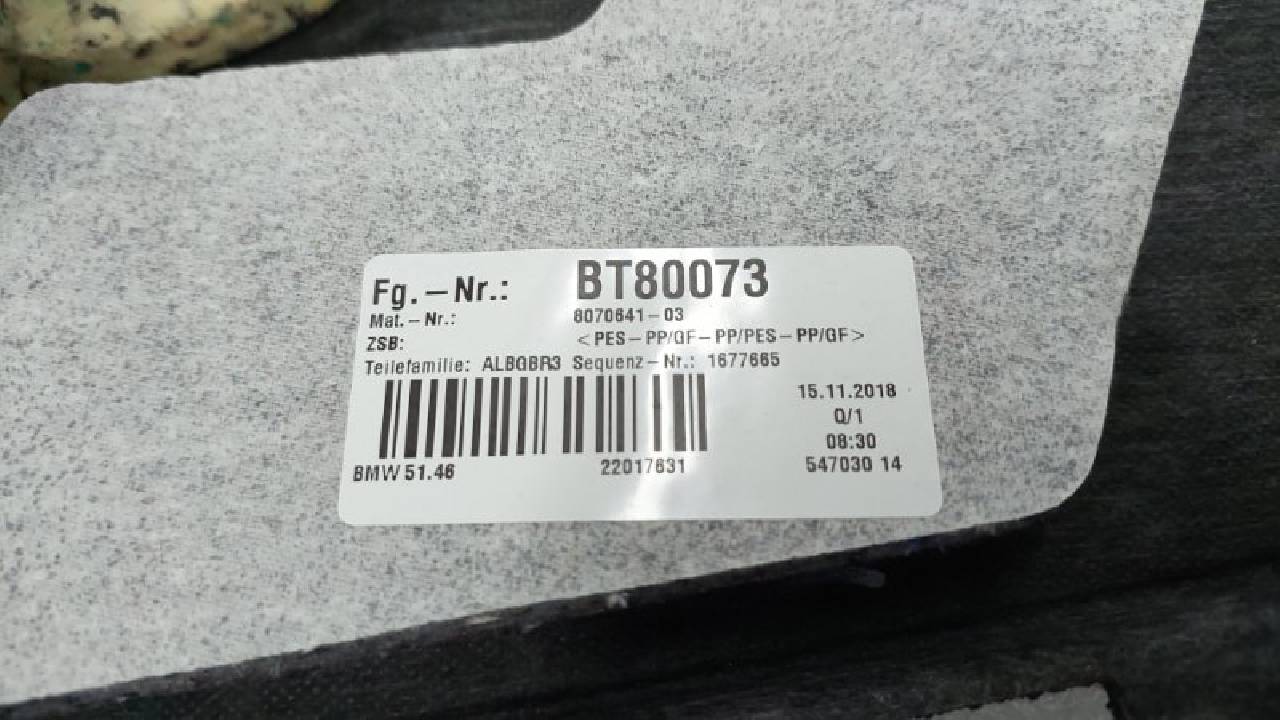 Fg.-Nr.: BT80073
Mat.-Nr.: 8070641-03
ZSB: <PES-PP/GF-PP/PES-PP/GF>
Teilefamilie: ALBGBR3 Sequenz-Nr.: 1677665
15.11.2018
Q/1
08:30
BMW 51.46 22017631 547030 14